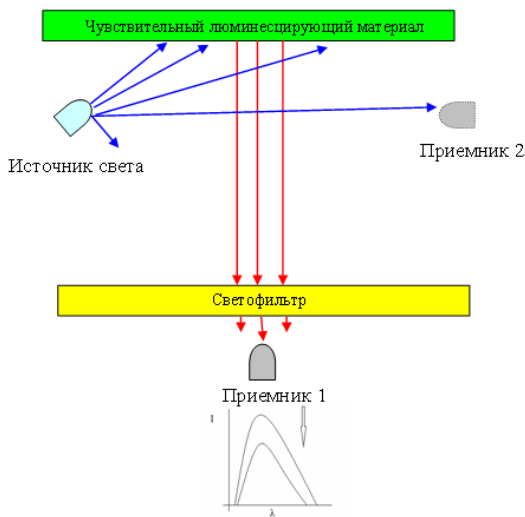 Чувствительный люминесцирующий материал
Источник света
Приемник 2
Светофильтр
Приемник 1
I
λ